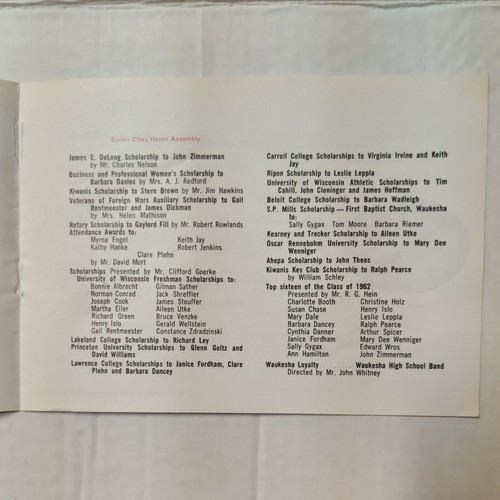 Senior Class Honor Assembly
James E. DeLong Scholarship to John Zimmerman
by Mr. Charles Nelson
Business and Professional Women's Scholarship to
Barbara Davies by Mrs. A. J. Redford
Kiwanis Scholarship to Steve Brown by Mr. Jim Hawkins
Veterans of Foreign Wars Auxiliary Scholarship to Gail
Rentmeester and James Dickman
by Mrs. Helen Mathison
Rotary Scholarship to Gaylord Fill by Mr. Robert Rowlands
Attendance Awards to:
Myrna Engel Keith Jay
Kathy Hanke Robert Jenkins
Clare Plehn
by Mr. David Mort
Scholarships Presented by Mr. Clifford Goerke
University of Wisconsin Freshman Scholarships to:
Bonnie Albrecht Gilman Sather
Norman Conrad Jack Shreffler
Joseph Cook James Stouffer
Martha Eiler Aileen Utke
Richard Green Bruce Venzke
Henry Islo Gerald Weilstein
Gail Rentmeester Constance Zdradzinski
Lakeland College Scholarship to Richard Ley
Princeton University Scholarships to Glenn Goltz and
David Williams
Lawrence College Scholarships to Janice Fordham, Clare
Plehn and Barbara Dancey
Carroll College Scholarships to Virginia Irvine and Keith
Jay
Ripon Scholarship to Leslie Leppla
University of Wisconsin Athletic Scholarships to Tim
Cahill, John Cloninger and James Hoffman
Beloit College Scholarship to Barbara Wadleigh
S.P. Mills Scholarship — First Baptist Church, Waukesha
to:
Sally Gygax Tom Moore Barbara Riemer
Kearney and Trecker Scholarship to Aileen Utke
Oscar Rennebohm University Scholarship to Mary Dee
Wenniger
Ahepa Scholarship to John Theos
Kiwanis Key Club Scholarship to Ralph Pearce
by William Schley
Top sixteen of the Class of 1962
Presented by Mr. R. G. Hein
Charlotte Booth Christine Holz
Susan Chase Henry Islo
Mary Dale Leslie Leppla
Barbara Dancey Ralph Pearce
Cynthia Danner Arthur Spicer
Janice Fordham Mary Dee Wenniger
Sally Gygax Edward Wros
Ann Hamilton John Zimmerman
Waukesha Loyalty Waukesha High School Band
Directed by Mr. John Whitney